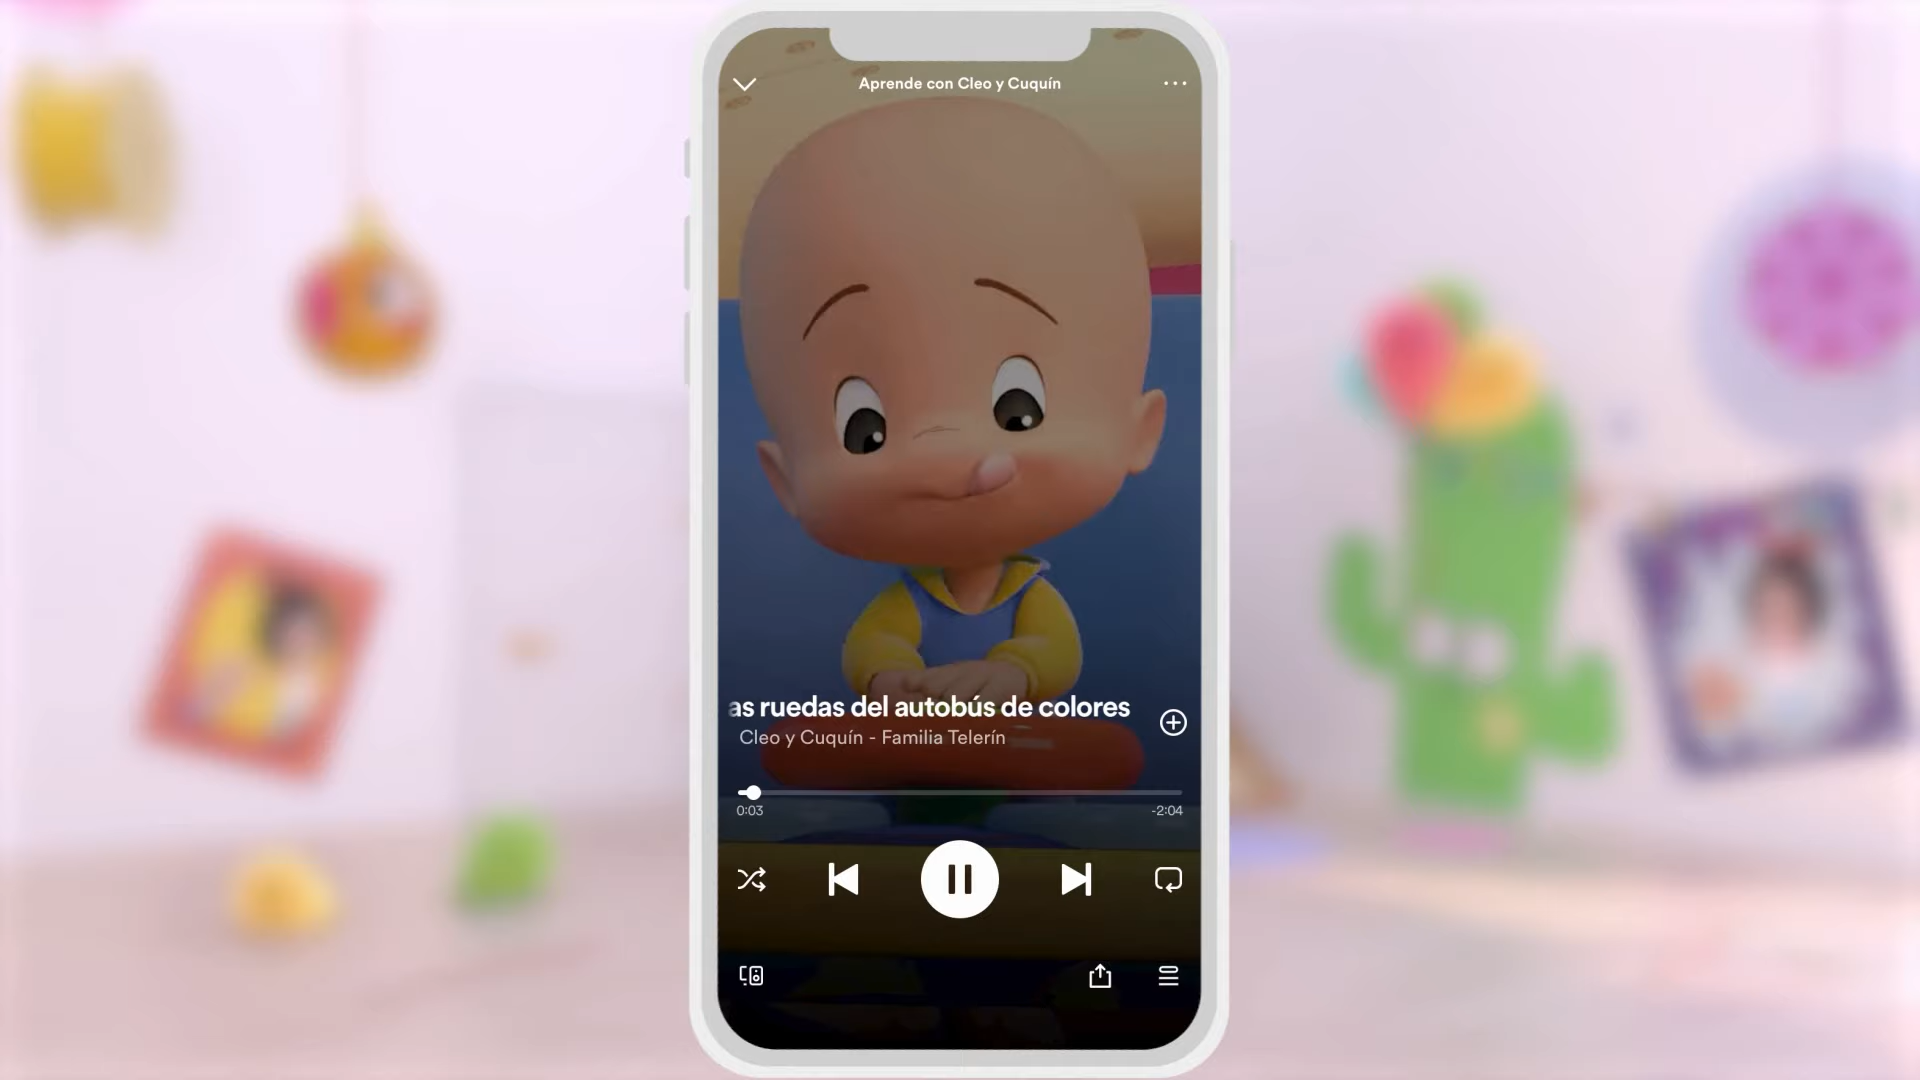 Aprende con Cleo y Cuquín
as ruedas del autobús de colores
Cleo y Cuquín - Familia Telerín
0:03
-2:04